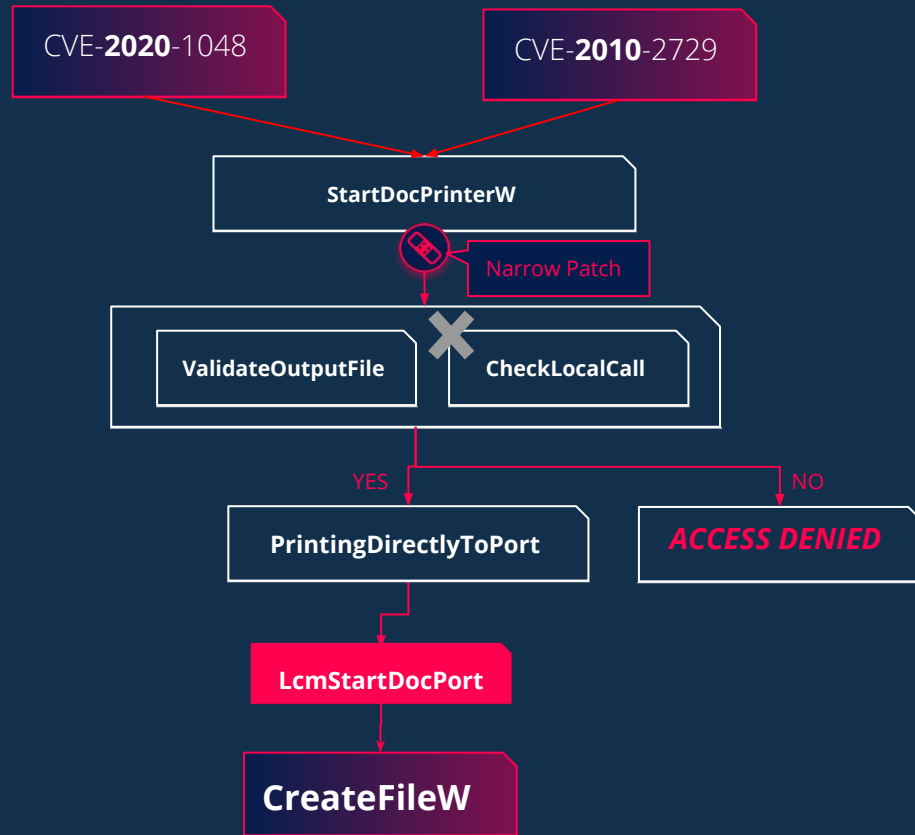 CVE-2020-1048
CVE-2010-2729
StartDocPrinterW
Narrow Patch
ValidateOutputFile
CheckLocalCall
YES
NO
PrintingDirectlyToPort
ACCESS DENIED
LcmStartDocPort
CreateFileW